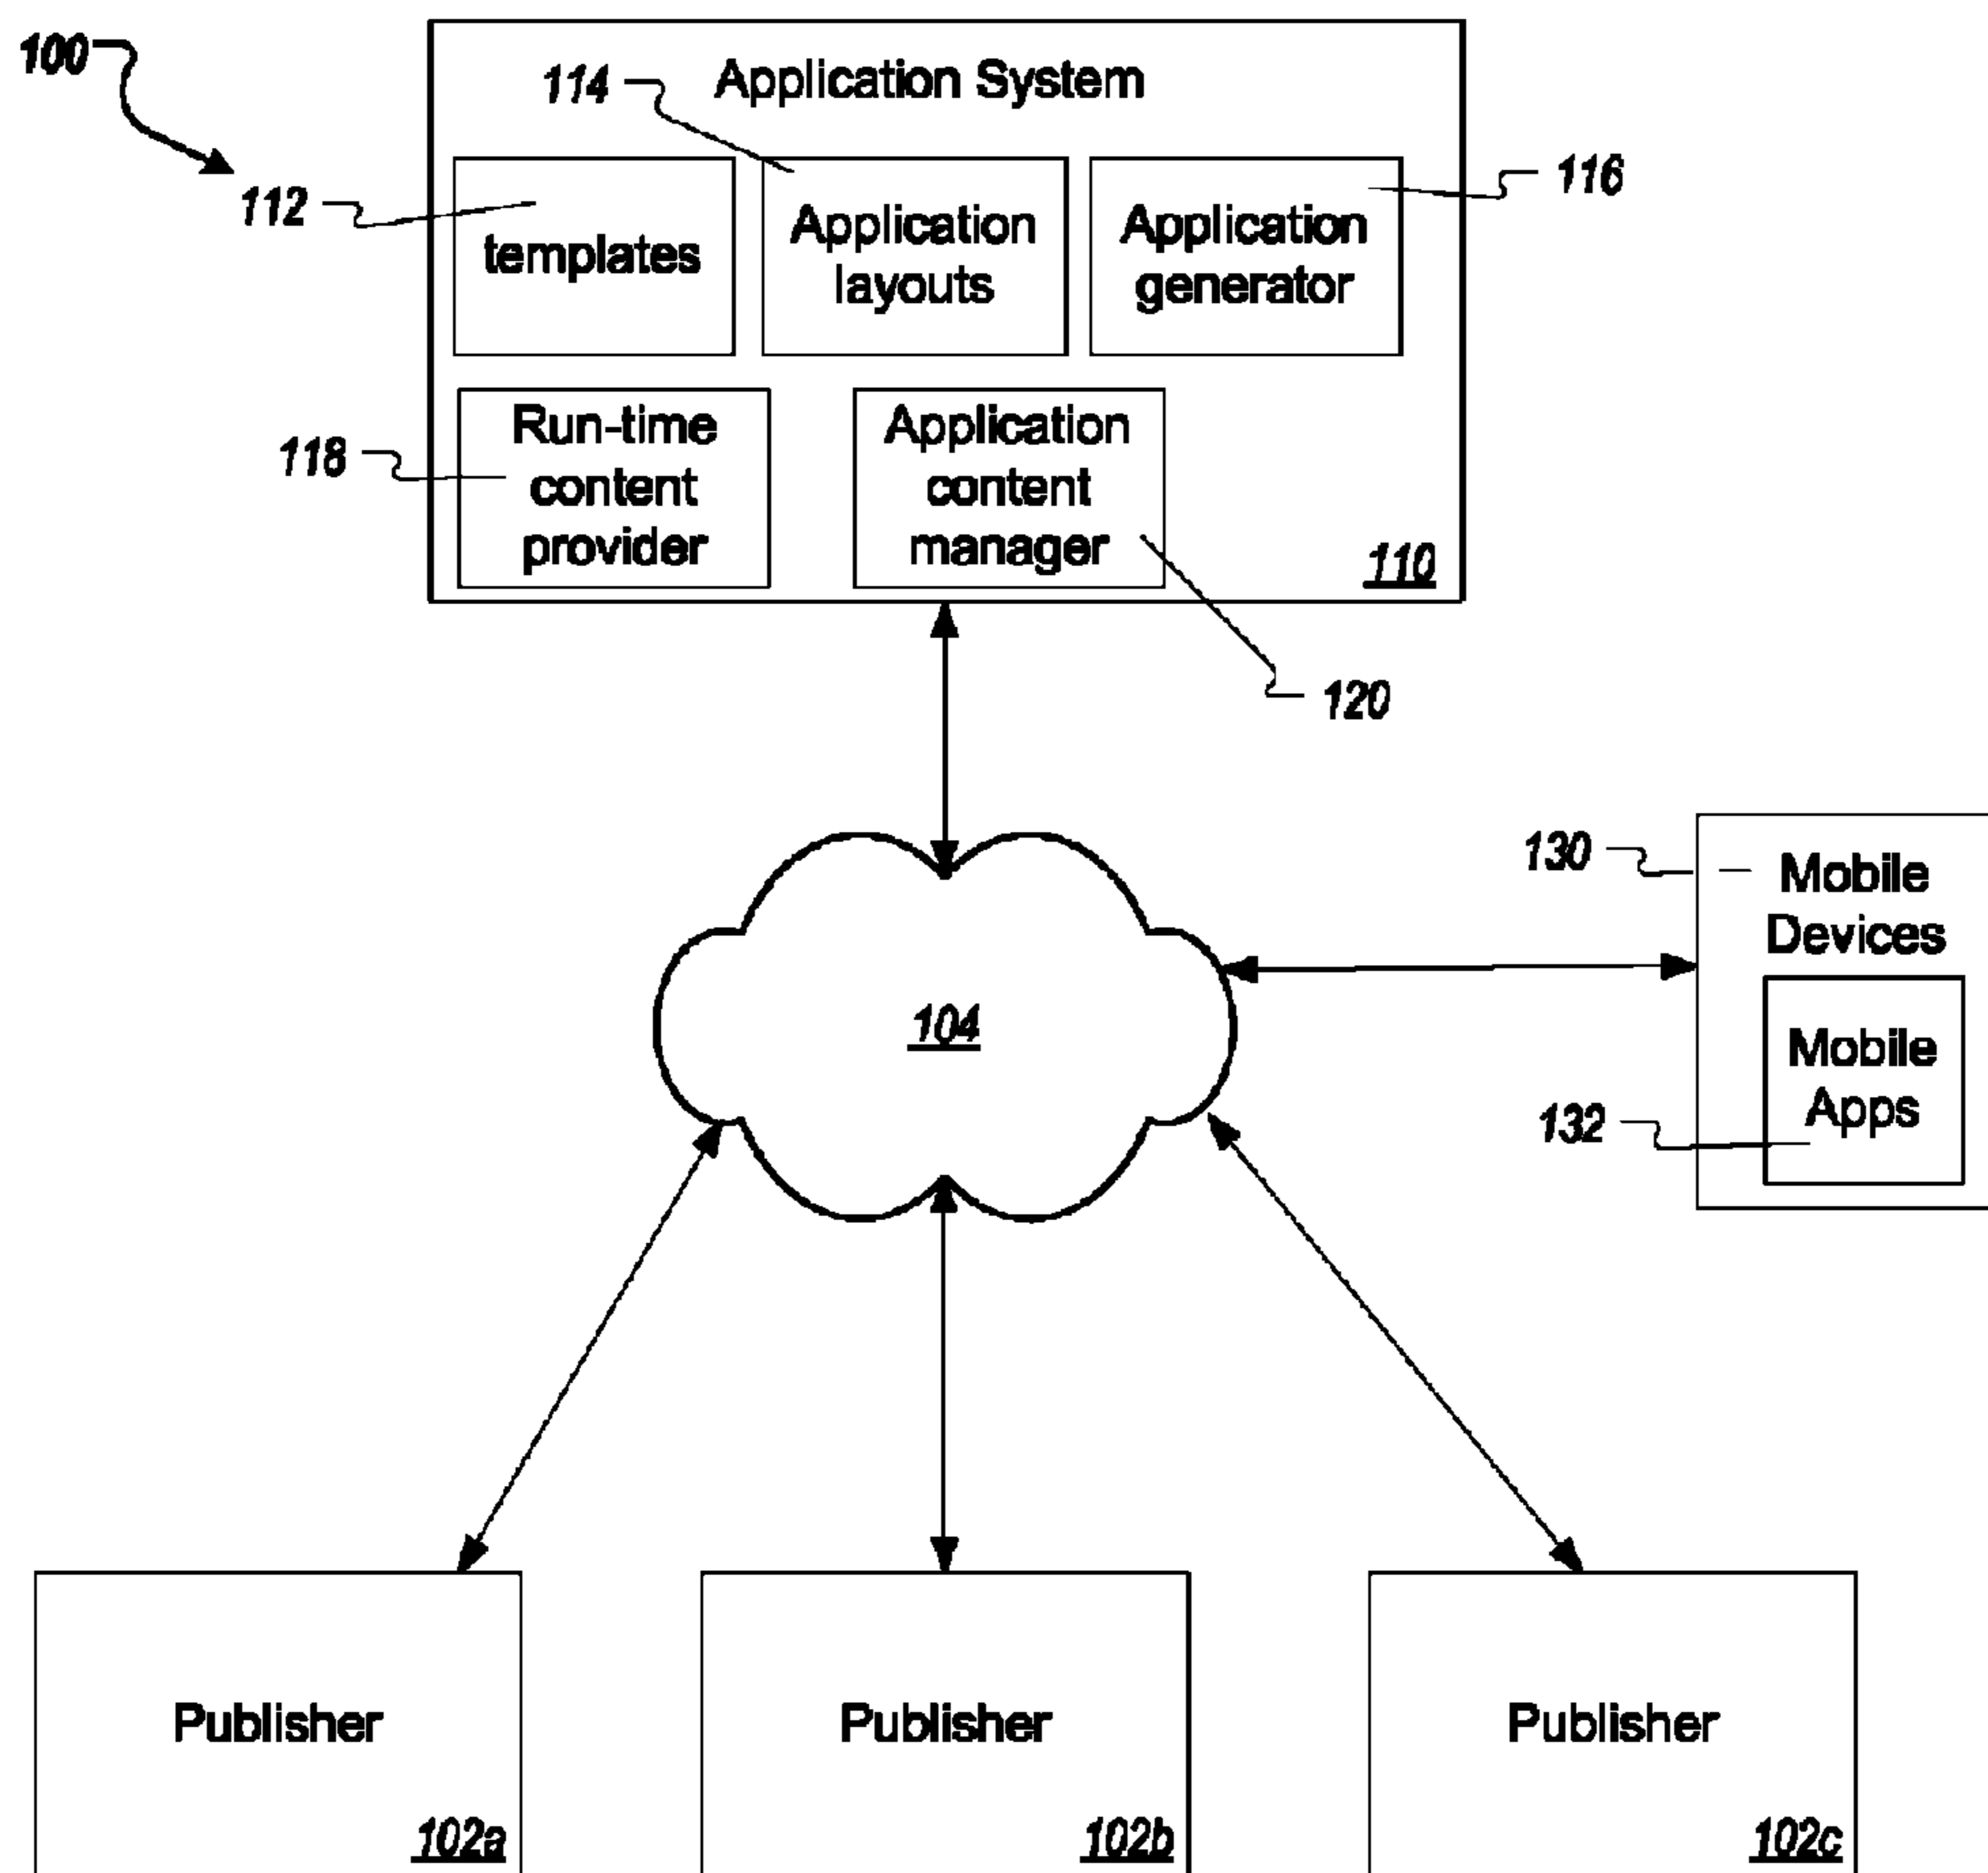 100
114
Application System
116
112
templates
Application
layouts
Application
generator
118
Run-time
content
provider
Application
content
manager
110
120
130
Mobile
Devices
104
Mobile
Apps
132
Publisher
102a
Publisher
102b
Publisher
102c